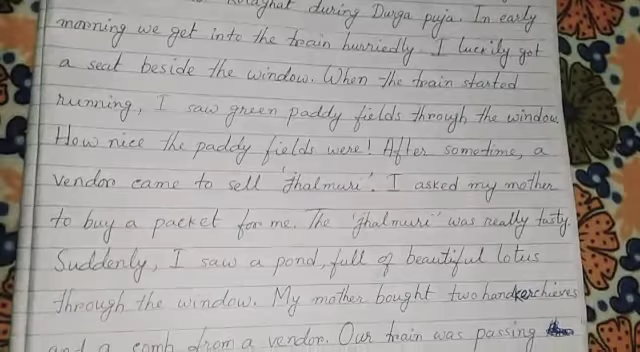 during Durga puja. In early
morning we get into the train hurriedly. I luckily got
a seat beside the window. When the train started
running, I saw green paddy fields through the window.
How nice the paddy fields were! After sometime, a
vendor came to sell 'jhalmuri'. I asked my mother
to buy a packet for me. The 'jhalmuri' was really tasty.
Suddenly, I saw a pond, full of beautiful lotus
through the window. My mother bought two handkerchieves
and a comb from a vendor. Our train was passing